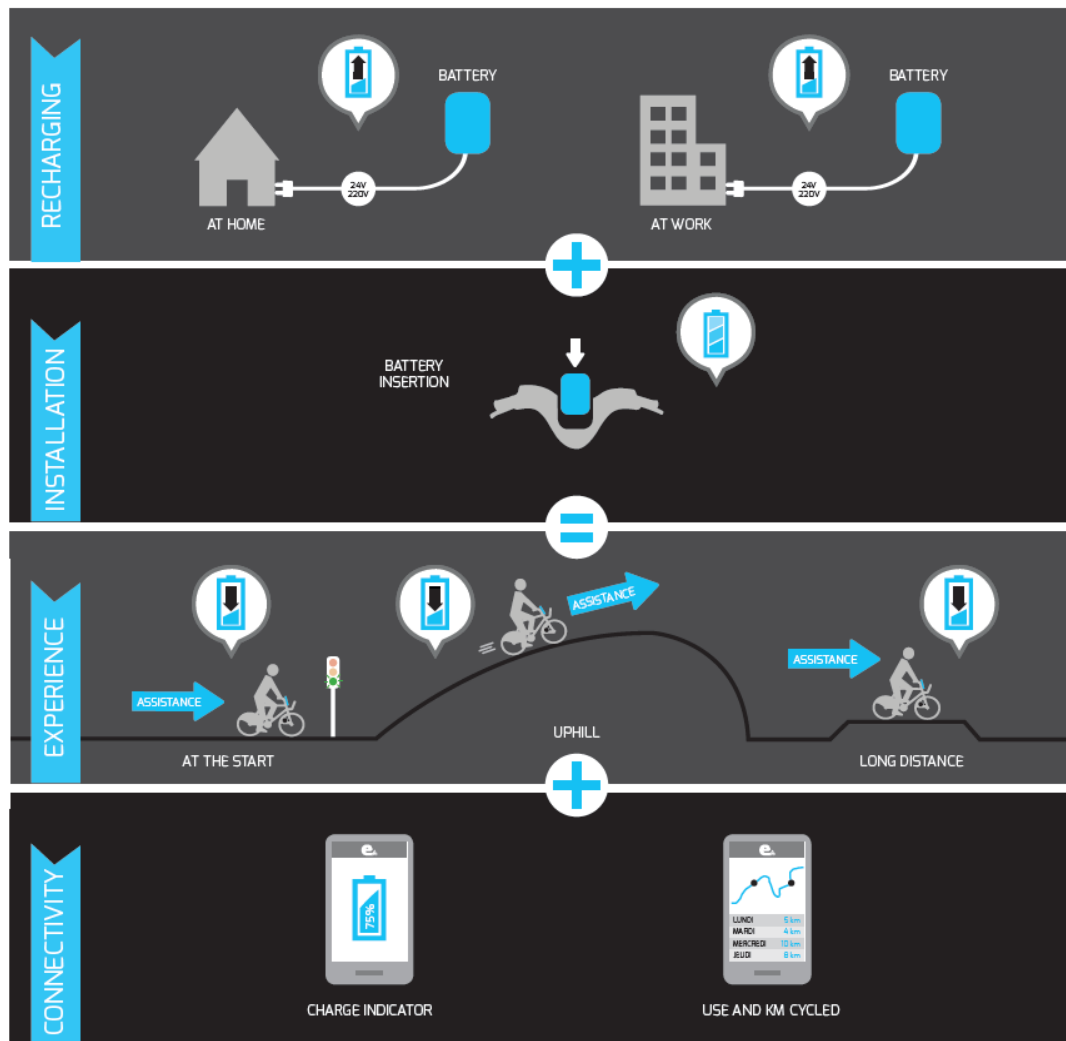 RECHARGING
BATTERY
24V
220V
AT HOME
BATTERY
24V
220V
AT WORK
INSTALLATION
BATTERY
INSERTION
EXPERIENCE
ASSISTANCE
AT THE START
ASSISTANCE
UPHILL
ASSISTANCE
LONG DISTANCE
CONNECTIVITY
e
75%
CHARGE INDICATOR
e
LUNDI 5 km
MARDI 4 km
MERCREDI 10 km
JEUDI 8 km
USE AND KM CYCLED